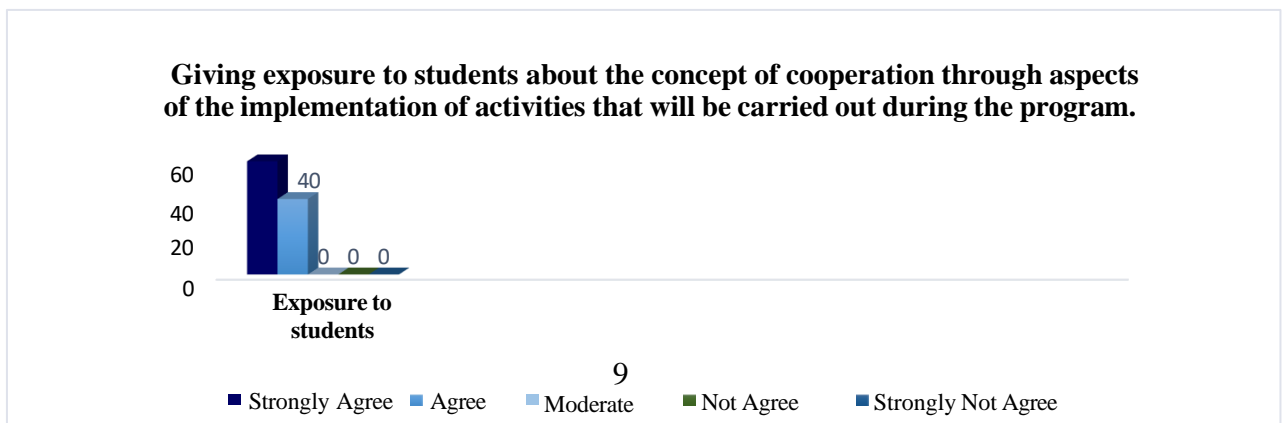 Giving exposure to students about the concept of cooperation through aspects
of the implementation of activities that will be carried out during the program.
60
40
20
0
40
0 0 0
Exposure to
students
9
Strongly Agree Agree Moderate Not Agree Strongly Not Agree